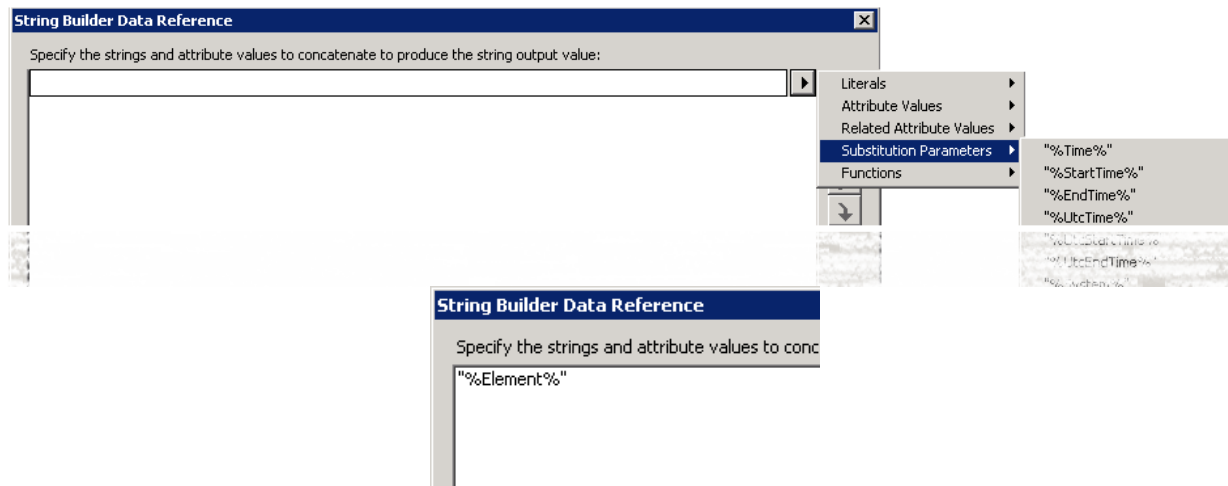 String Builder Data Reference
Specify the strings and attribute values to concatenate to produce the string output value:
Literals
Attribute Values
Related Attribute Values
Substitution Parameters
Functions
"%Time%"
"%StartTime%"
"%EndTime%"
"%UtcTime%"
"%UtcStartTime%
"%UtcEndTime%"
String Builder Data Reference
Specify the strings and attribute values to conc
"%Element%"